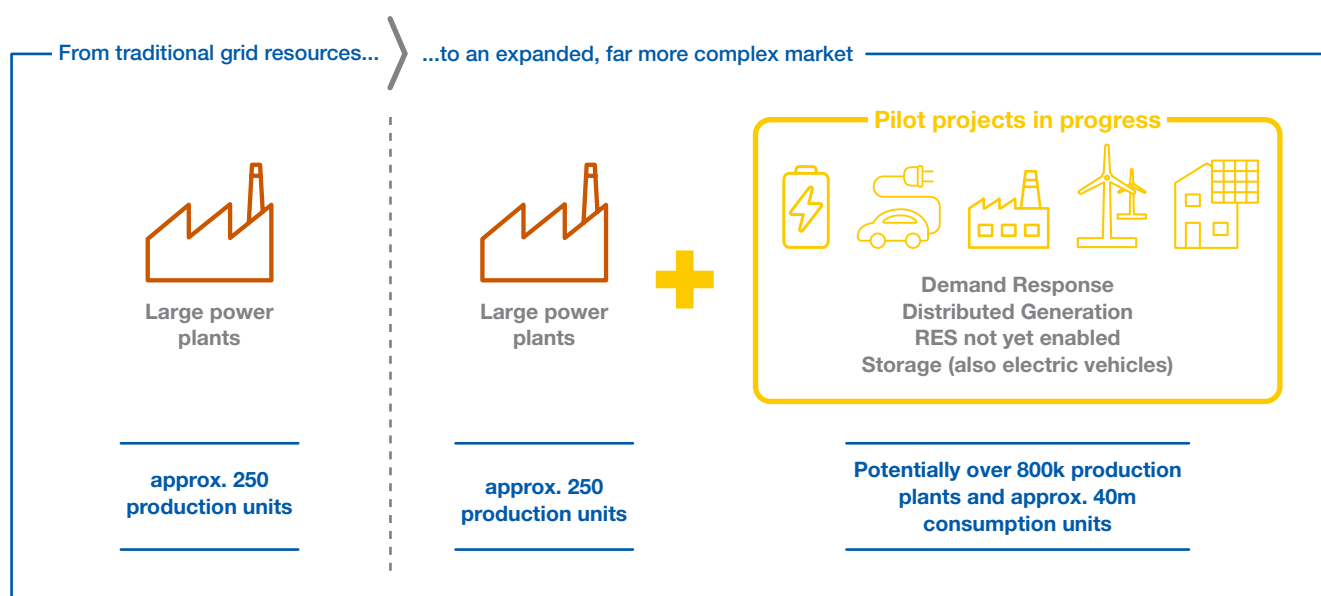 From traditional grid resources...
...to an expanded, far more complex market
Large power
plants
approx. 250
production units
Large power
plants
approx. 250
production units
Pilot projects in progress
Demand Response
Distributed Generation
RES not yet enabled
Storage (also electric vehicles)
Potentially over 800k production
plants and approx. 40m
consumption units